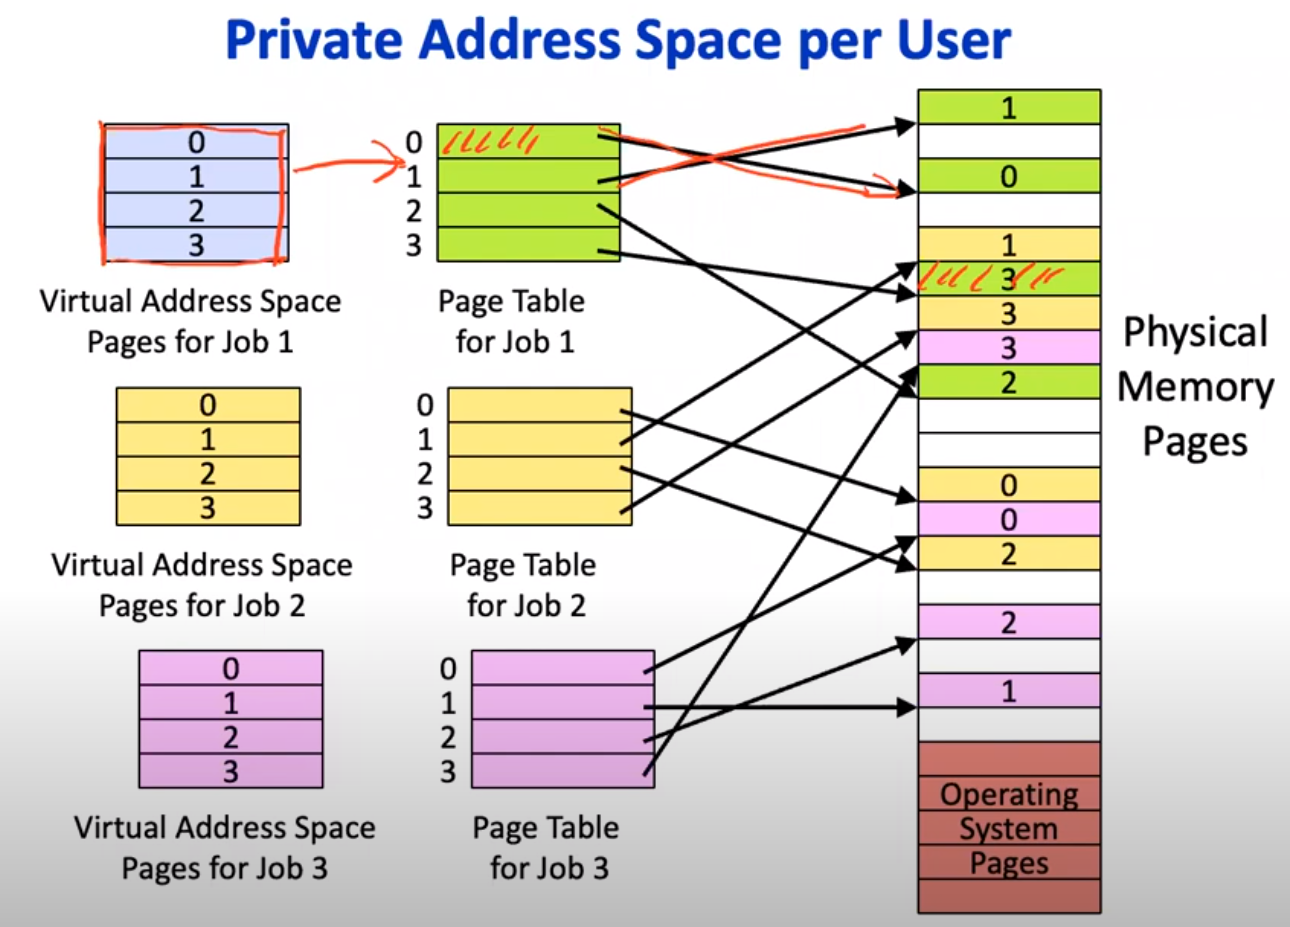 Private Address Space per User
0
1
2
3
Virtual Address Space
Pages for Job 1
0
1
2
3
Page Table
for Job 1
0
1
2
3
Virtual Address Space
Pages for Job 2
0
1
2
3
Page Table
for Job 2
0
1
2
3
Virtual Address Space
Pages for Job 3
0
1
2
3
Page Table
for Job 3
1
0
1
3
3
3
2
0
0
2
2
1
Operating
System
Pages
Physical
Memory
Pages